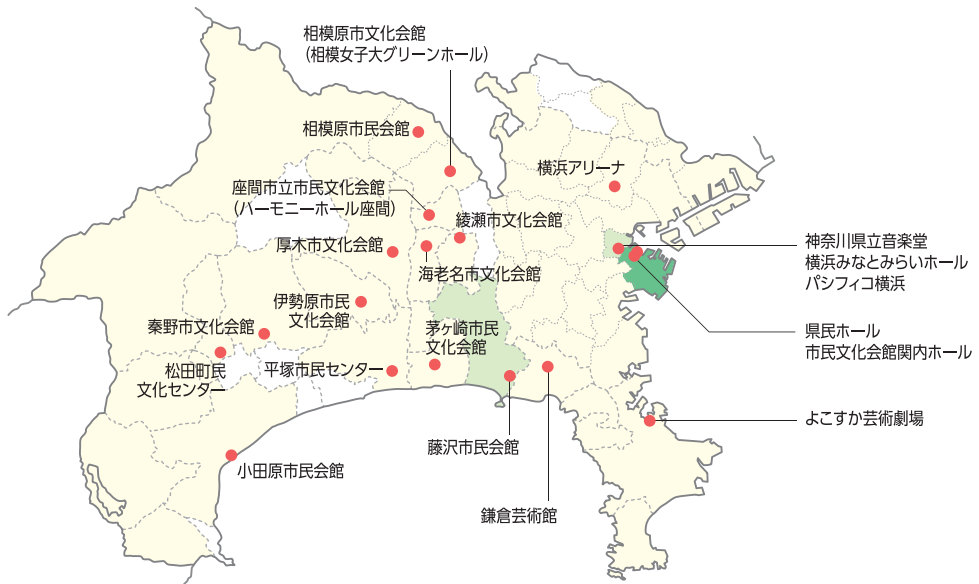 相模原市文化会館
（相模女子大グリーンホール）
相模原市民会館
横浜アリーナ
座間市立市民文化会館
（ハーモニーホール座間）
綾瀬市文化会館
厚木市文化会館
海老名市文化会館
神奈川県立音楽堂
横浜みなとみらいホール
パシフィコ横浜
伊勢原市民
文化会館
秦野市文化会館
茅ヶ崎市民
文化会館
県民ホール
市民文化会館関内ホール
松田町民
文化センター
平塚市民センター
よこすか芸術劇場
藤沢市民会館
小田原市民会館
鎌倉芸術館